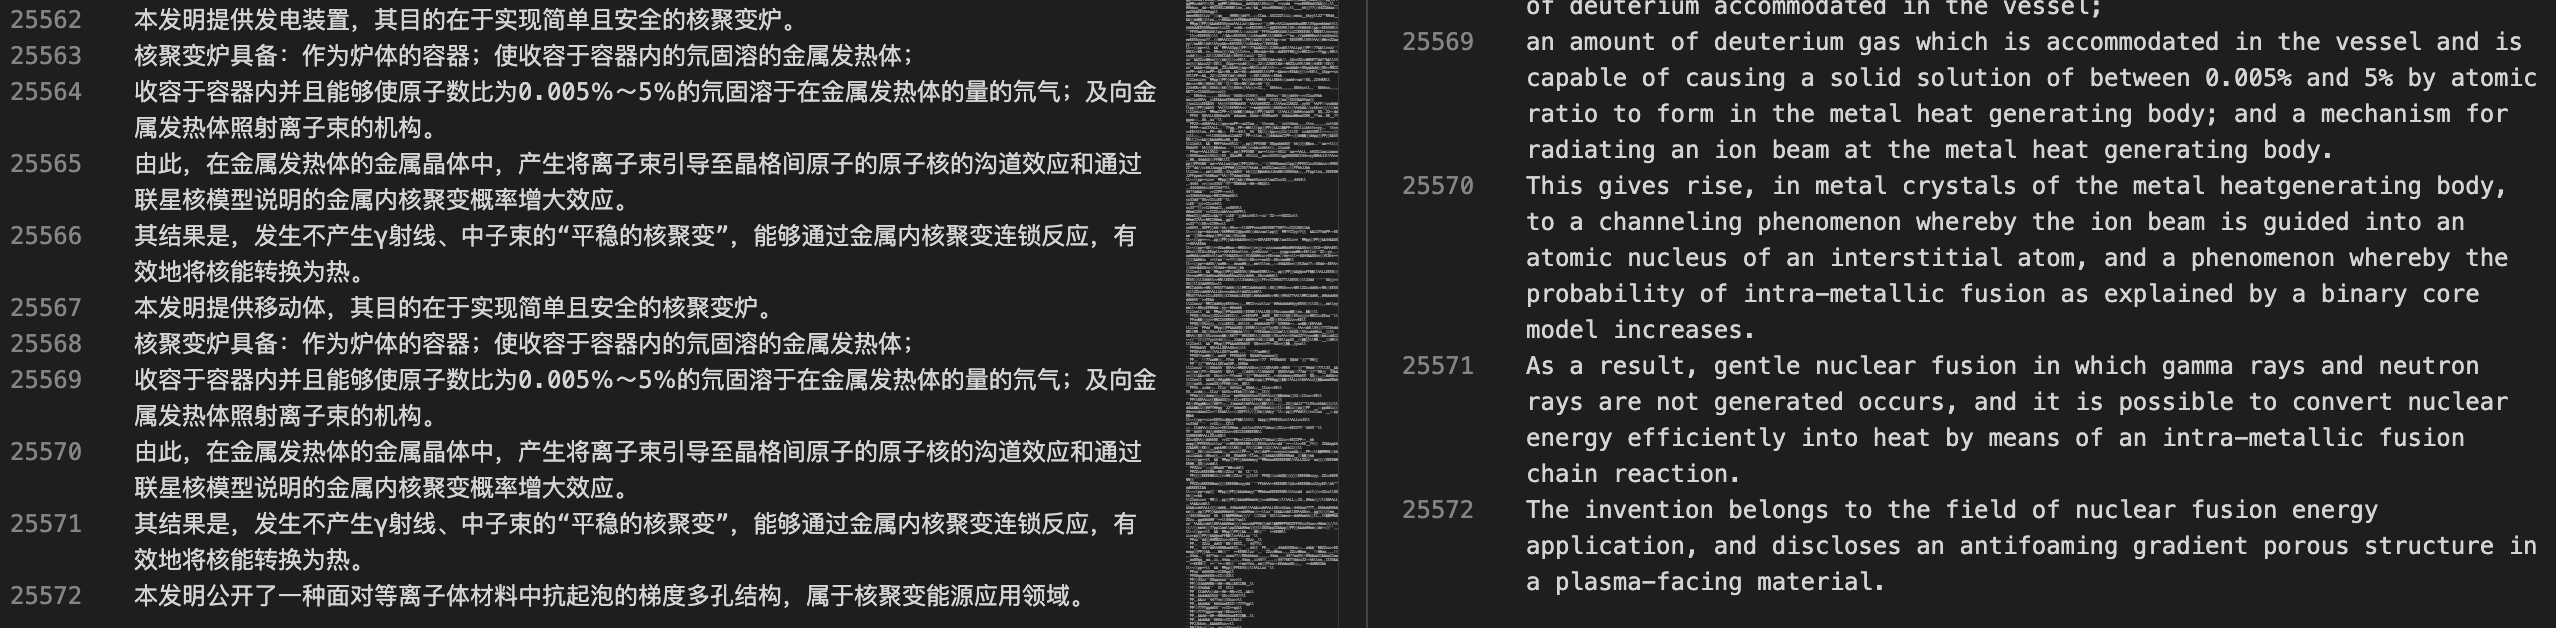 25562 本发明提供发电装置，其目的在于实现简单且安全的核聚变炉。
25563 核聚变炉具备：作为炉体的容器；使收容于容器内的氘固溶的金属发热体；
25564 收容于容器内并且能够使原子数比为0.005%～5%的氘固溶于在金属发热体的量的氘气；及向金
属发热体照射离子束的机构。
25565 由此，在金属发热体的金属晶体中，产生将离子束引导至晶格间原子的原子核的沟道效应和通过
联星核模型说明的金属内核聚变概率增大效应。
25566 其结果是，发生不产生γ射线、中子束的“平稳的核聚变”，能够通过金属内核聚变连锁反应，有
效地将核能转换为热。
25567 本发明提供移动体，其目的在于实现简单且安全的核聚变炉。
25568 核聚变炉具备：作为炉体的容器；使收容于容器内的氘固溶的金属发热体；
25569 收容于容器内并且能够使原子数比为0.005%～5%的氘固溶于在金属发热体的量的氘气；及向金
属发热体照射离子束的机构。
25570 由此，在金属发热体的金属晶体中，产生将离子束引导至晶格间原子的原子核的沟道效应和通过
联星核模型说明的金属内核聚变概率增大效应。
25571 其结果是，发生不产生γ射线、中子束的“平稳的核聚变”，能够通过金属内核聚变连锁反应，有
效地将核能转换为热。
25572 本发明公开了一种面对等离子体材料中抗起泡的梯度多孔结构，属于核聚变能源应用领域。
of deuterium accommodated in the vessel;
25569 an amount of deuterium gas which is accommodated in the vessel and is
capable of causing a solid solution of between 0.005% and 5% by atomic
ratio to form in the metal heat generating body; and a mechanism for
radiating an ion beam at the metal heat generating body.
25570 This gives rise, in metal crystals of the metal heatgenerating body,
to a channeling phenomenon whereby the ion beam is guided into an
atomic nucleus of an interstitial atom, and a phenomenon whereby the
probability of intra-metallic fusion as explained by a binary core
model increases.
25571 As a result, gentle nuclear fusion in which gamma rays and neutron
rays are not generated occurs, and it is possible to convert nuclear
energy efficiently into heat by means of an intra-metallic fusion
chain reaction.
25572 The invention belongs to the field of nuclear fusion energy
application, and discloses an antifoaming gradient porous structure in
a plasma-facing material.